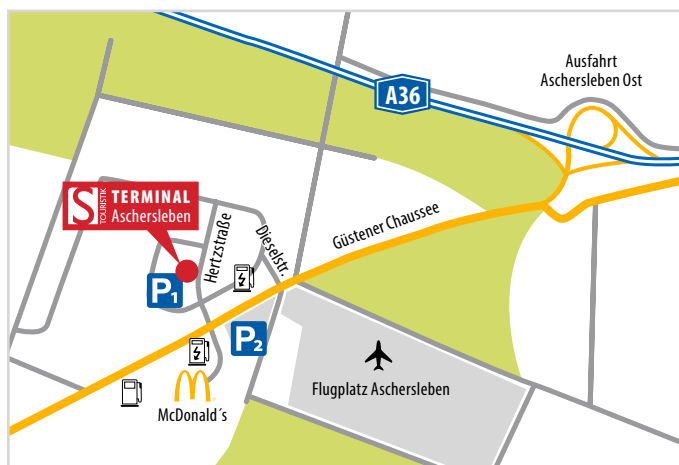 A36
Ausfahrt
Aschersleben Ost
S
TOURISTIK
TERMINAL
Aschersleben
Hertzstraße
Dieselstr.
Güstener Chaussee
P1
P2
Flugplatz Aschersleben
McDonald´s